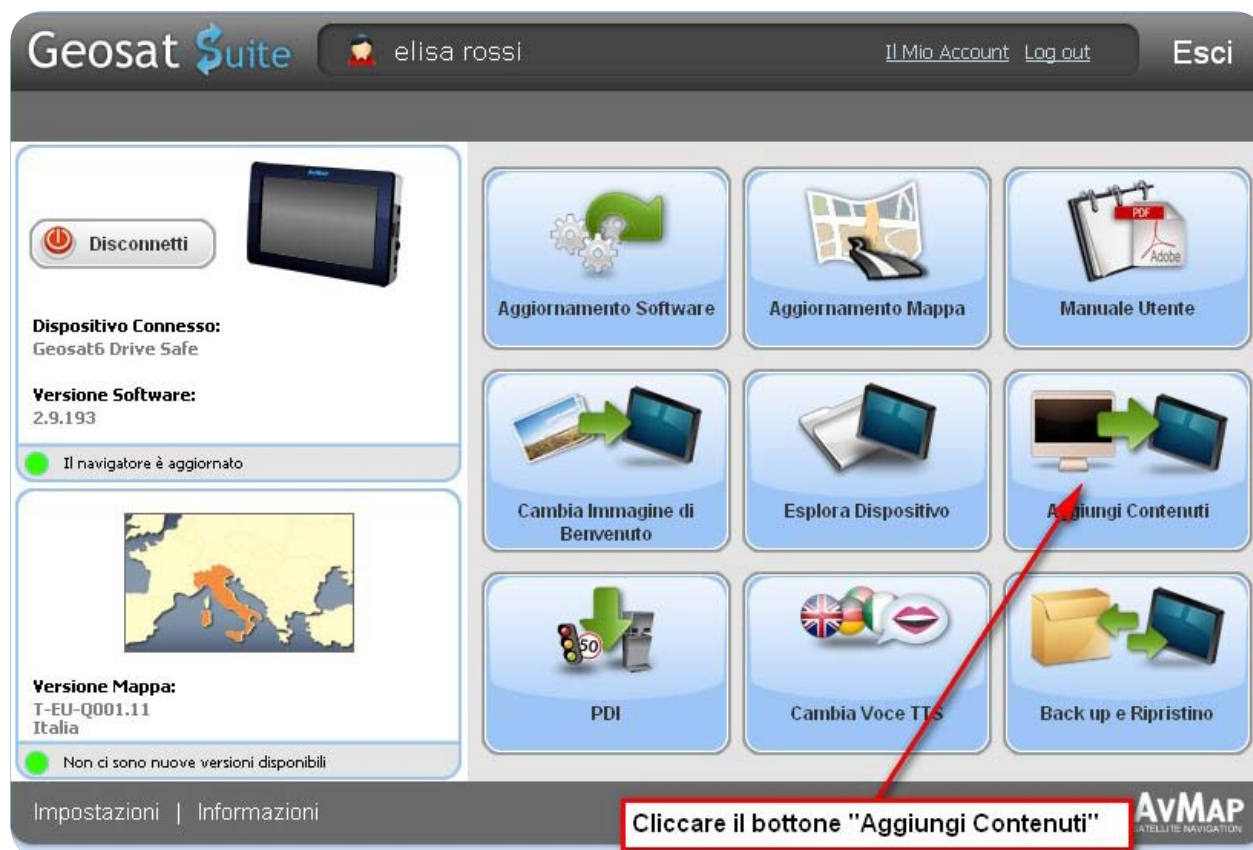 Geosat Suite
elisa rossi
Il Mio Account Log out
Esci
AvMap
Disconnetti
Dispositivo Connesso:
Geosat6 Drive Safe
Versione Software:
2.9.193
Il navigatore è aggiornato
Versione Mappa:
T-EU-Q001.11
Italia
Non ci sono nuove versioni disponibili
Aggiornamento Software
Aggiornamento Mappa
PDF
Adobe
Manuale Utente
Cambia Immagine di
Benvenuto
Esplora Dispositivo
Aggiungi Contenuti
50
PDI
Cambia Voce TTS
Back up e Ripristino
Impostazioni | Informazioni
Cliccare il bottone "Aggiungi Contenuti"
AVMAP
SATELLITE NAVIGATION